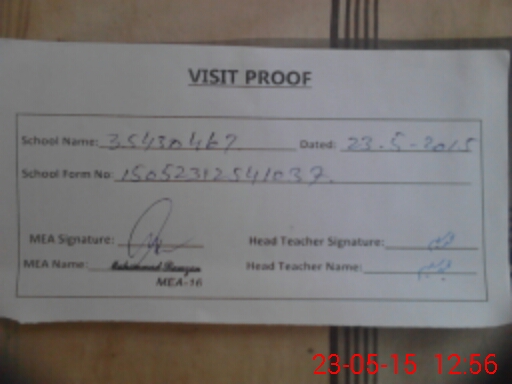 VISIT PROOF
School Name: 35430467 Dated: 23.5-2015
School Form No: 15052312541037
MEA Signature: Head Teacher Signature:
MEA Name: Muhammad Ramzan Head Teacher Name:
MEA-16
23-05-15 12:56